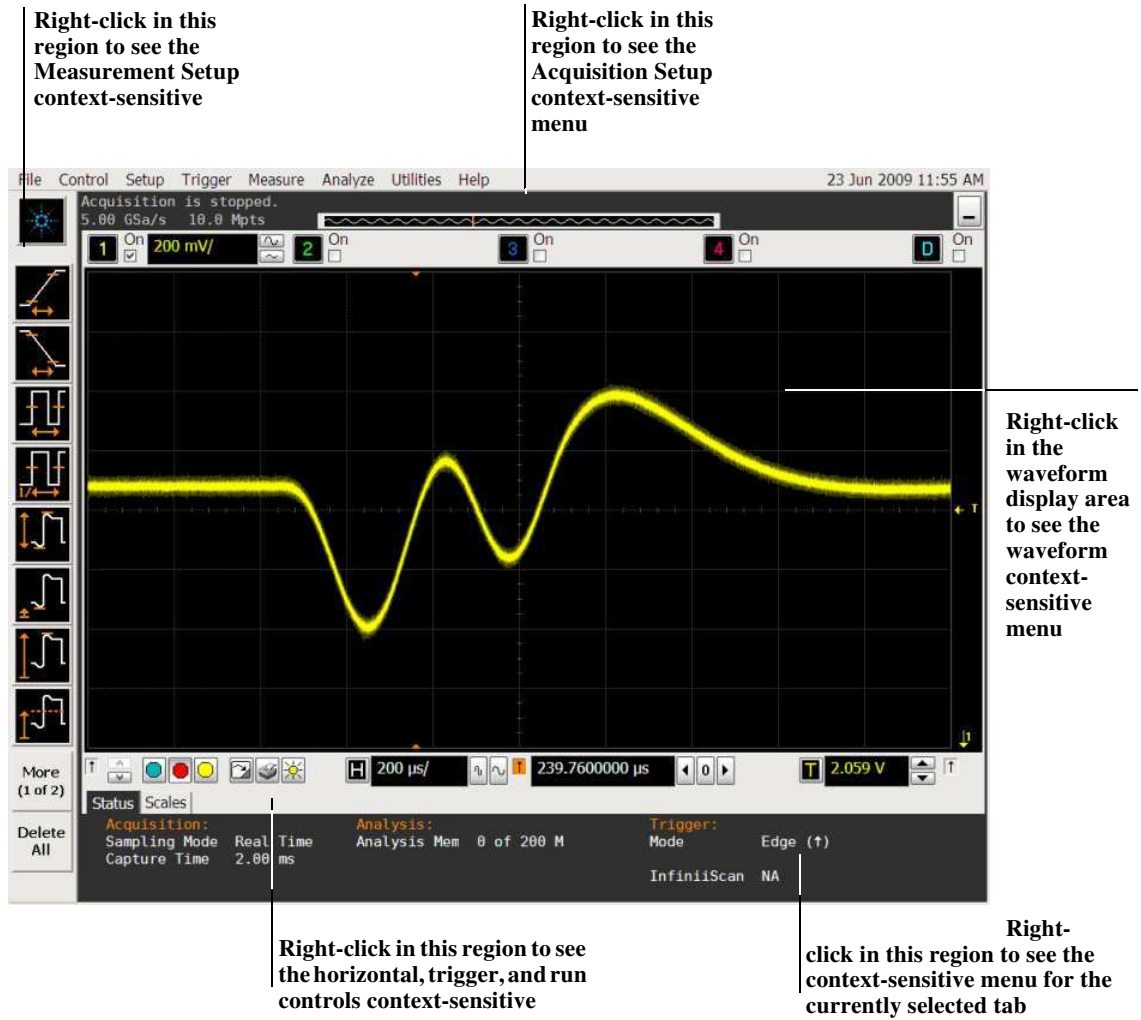 Right-click in this
region to see the
Measurement Setup
context-sensitive
Right-click in this
region to see the
Acquisition Setup
context-sensitive
menu
File Control Setup Trigger Measure Analyze Utilities Help 23 Jun 2009 11:55 AM
Acquisition is stopped.
5.00 GSa/s 10.0 Mpts
1 On 200 mV/ 2 On 3 On 4 On D On
Right-click
in the
waveform
display area
to see the
waveform
context-
sensitive
menu
T
1/
1
More
(1 of 2)
Delete
All
H 200 µs/ 239.7600000 µs 0 T 2.059 V
Status Scales
Acquisition: Analysis: Trigger:
Sampling Mode Real Time Analysis Mem 0 of 200 M Mode Edge (↑)
Capture Time 2.00 ms
InfiniiScan NA
Right-click in this region to see
the horizontal, trigger, and run
controls context-sensitive
Right-
click in this region to see the
context-sensitive menu for the
currently selected tab